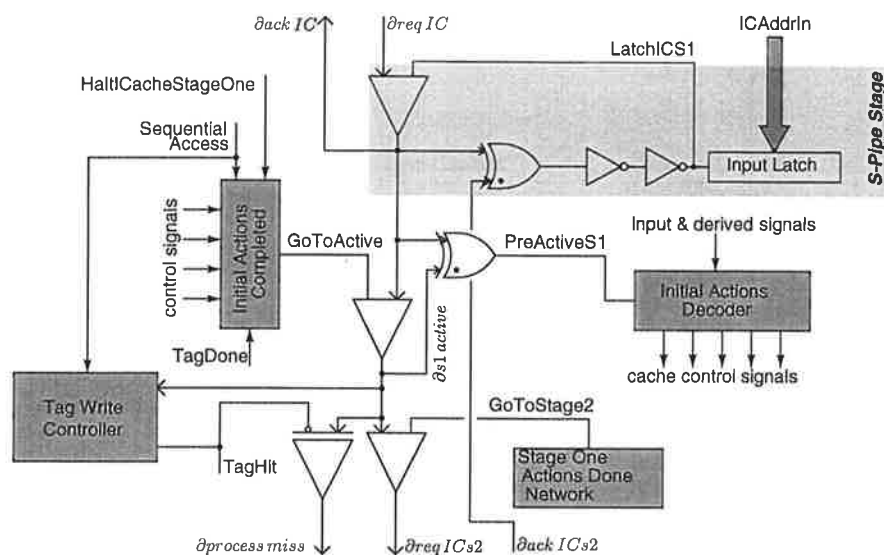 ∂ack IC
∂req IC
ICAddrIn
LatchICS1
HaltICacheStageOne
Sequential
Access
S-Pipe Stage
Input Latch
control signals
Initial Actions
Completed
GoToActive
PreActiveS1
Input & derived signals
Initial Actions
Decoder
TagDone
∂s1 active
cache control signals
Tag Write
Controller
GoToStage2
TagHit
Stage One
Actions Done
Network
∂process miss
∂req ICs2
∂ack ICs2